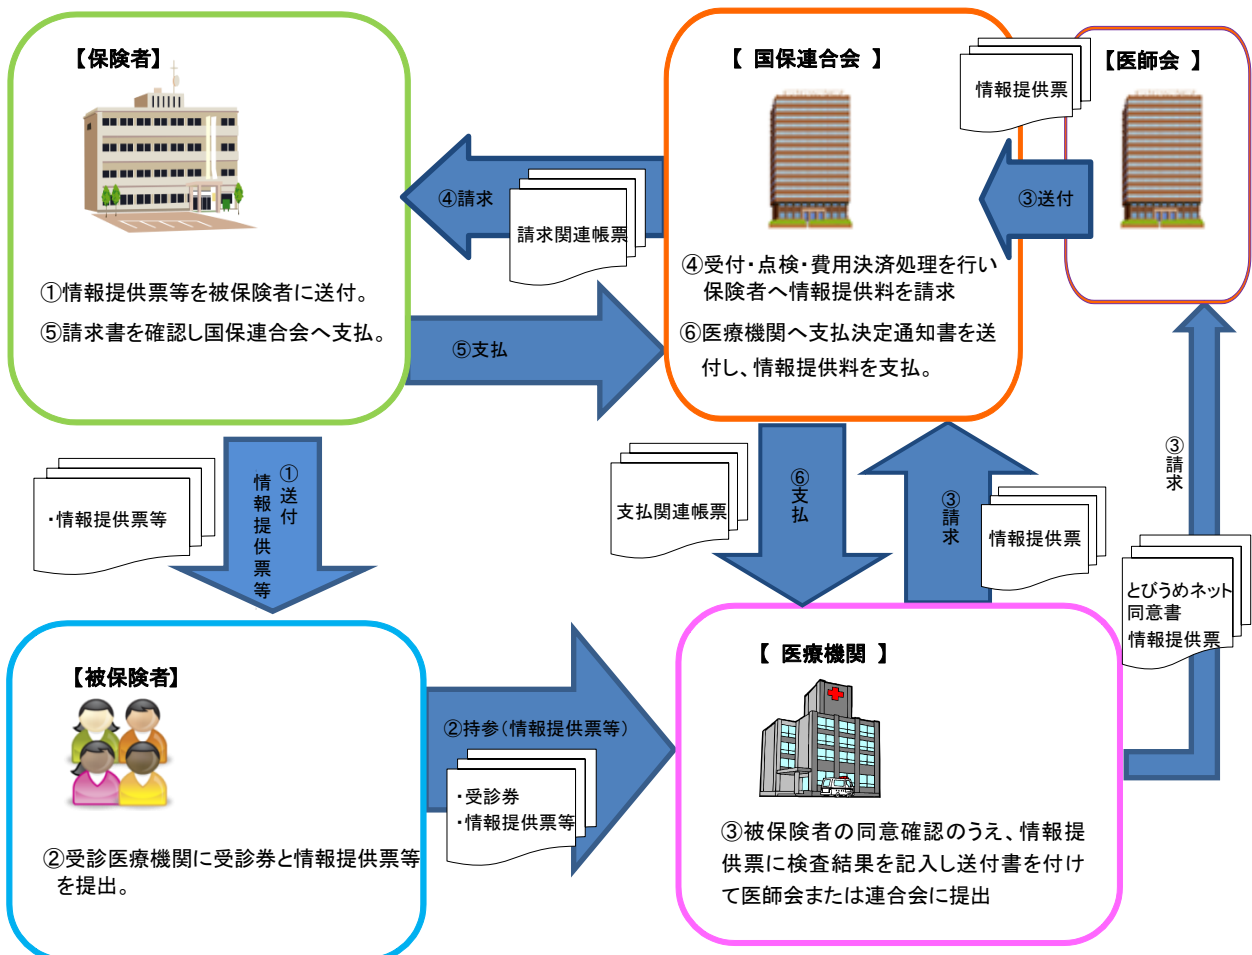 【保険者】
①情報提供票等を被保険者に送付。
⑤請求書を確認し国保連合会へ支払。
④請求
請求関連帳票
⑤支払
【 国保連合会 】
④受付・点検・費用決済処理を行い
保険者へ情報提供料を請求
⑥医療機関へ支払決定通知書を送
付し、情報提供料を支払。
情報提供票
③送付
【医師会 】
・情報提供票等
①送付
情報提供票等
支払関連帳票
⑥支払
③請求
情報提供票
③請求
とびうめネット
同意書
情報提供票
【被保険者】
②受診医療機関に受診券と情報提供票等
を提出。
②持参(情報提供票等)
・受診券
・情報提供票等
【 医療機関 】
③被保険者の同意確認のうえ、情報提
供票に検査結果を記入し送付書を付け
て医師会または連合会に提出